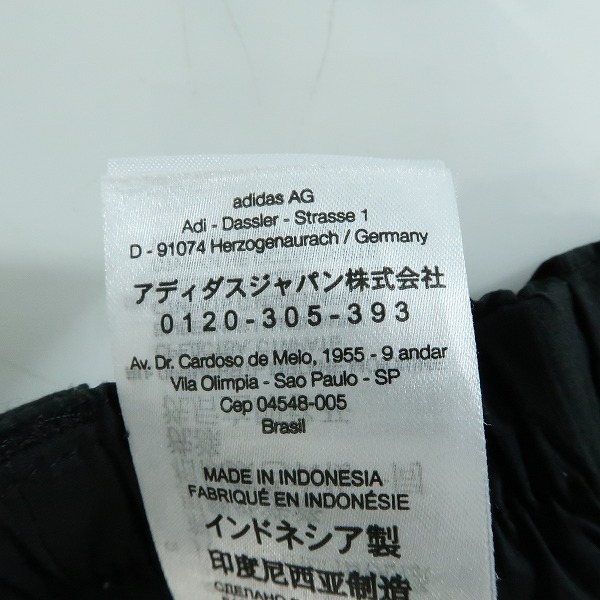 adidas AG
Adi - Dassler - Strasse 1
D - 91074 Herzogenaurach / Germany
アディダスジャパン株式会社
0120-305-393
Av. Dr. Cardoso de Melo, 1955 - 9 andar
Vila Olimpia - Sao Paulo - SP
Cep 04548-005
Brasil
MADE IN INDONESIA
FABRIQUÉ EN INDONÉSIE
インドネシア製
印度尼西亚制造
СДЕЛАНО